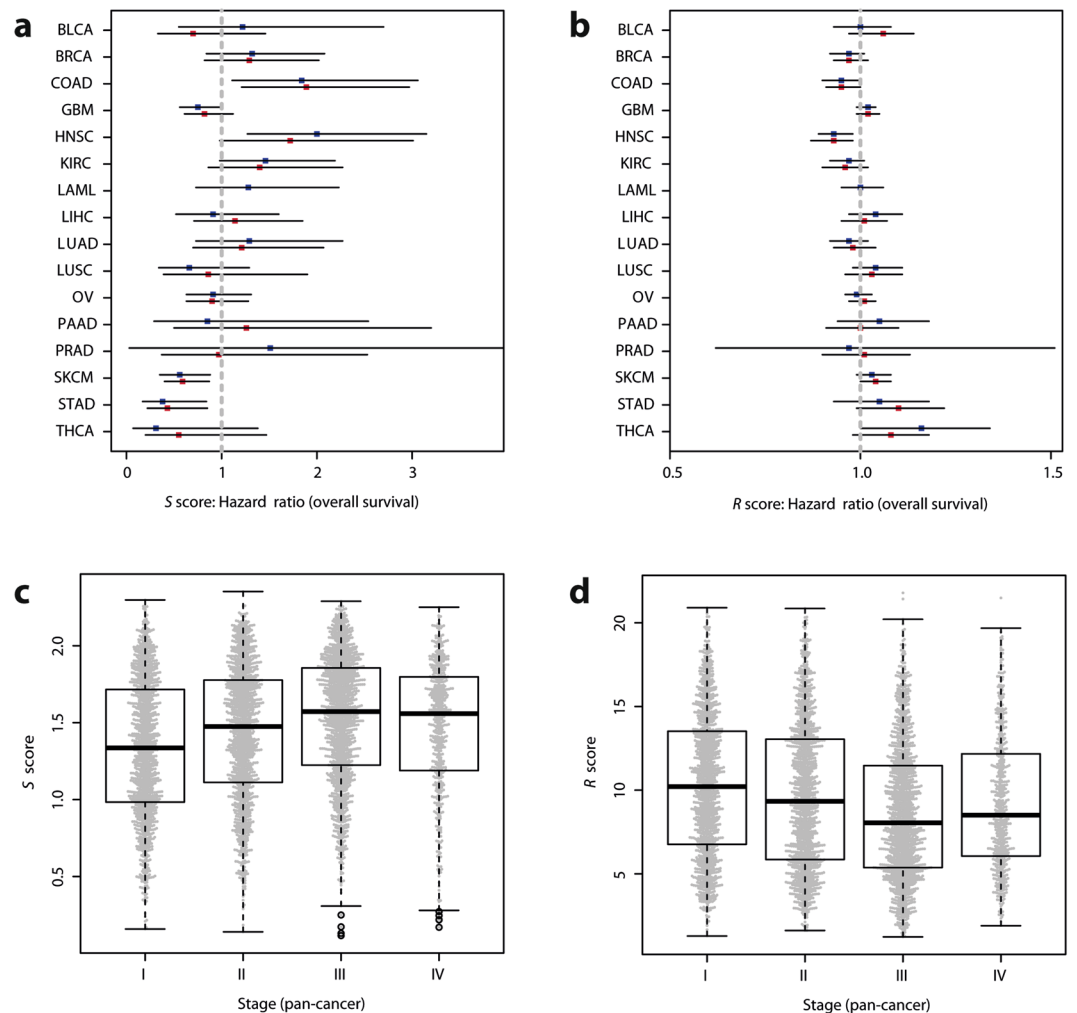 a
BLCA
BRCA
COAD
GBM
HNSC
KIRC
LAML
LIHC
LUAD
LUSC
OV
PAAD
PRAD
SKCM
STAD
THCA
0 1 2 3
S score: Hazard ratio (overall survival)
b
BLCA
BRCA
COAD
GBM
HNSC
KIRC
LAML
LIHC
LUAD
LUSC
OV
PAAD
PRAD
SKCM
STAD
THCA
0.5 1.0 1.5
R score: Hazard ratio (overall survival)
c
S score
2.0
1.5
1.0
0.5
I II III IV
Stage (pan-cancer)
d
R score
20
15
10
5
I II III IV
Stage (pan-cancer)